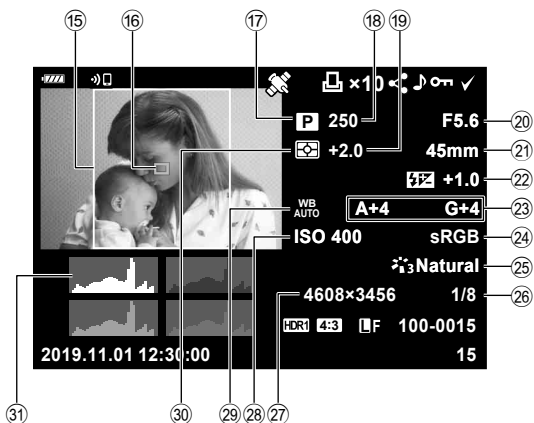 ⑮ ⑯ ⑰ ⑱ ⑲
×10
P 250 F5.6 ⑳
+2.0 45mm ㉑
+1.0 ㉒
WB AUTO A+4 G+4 ㉓
ISO 400 sRGB ㉔
3 Natural ㉕
4608×3456 1/8 ㉖
HDR1 4:3 LF 100-0015
2019.11.01 12:30:00 15
㉛ ㉚ ㉙ ㉘ ㉗